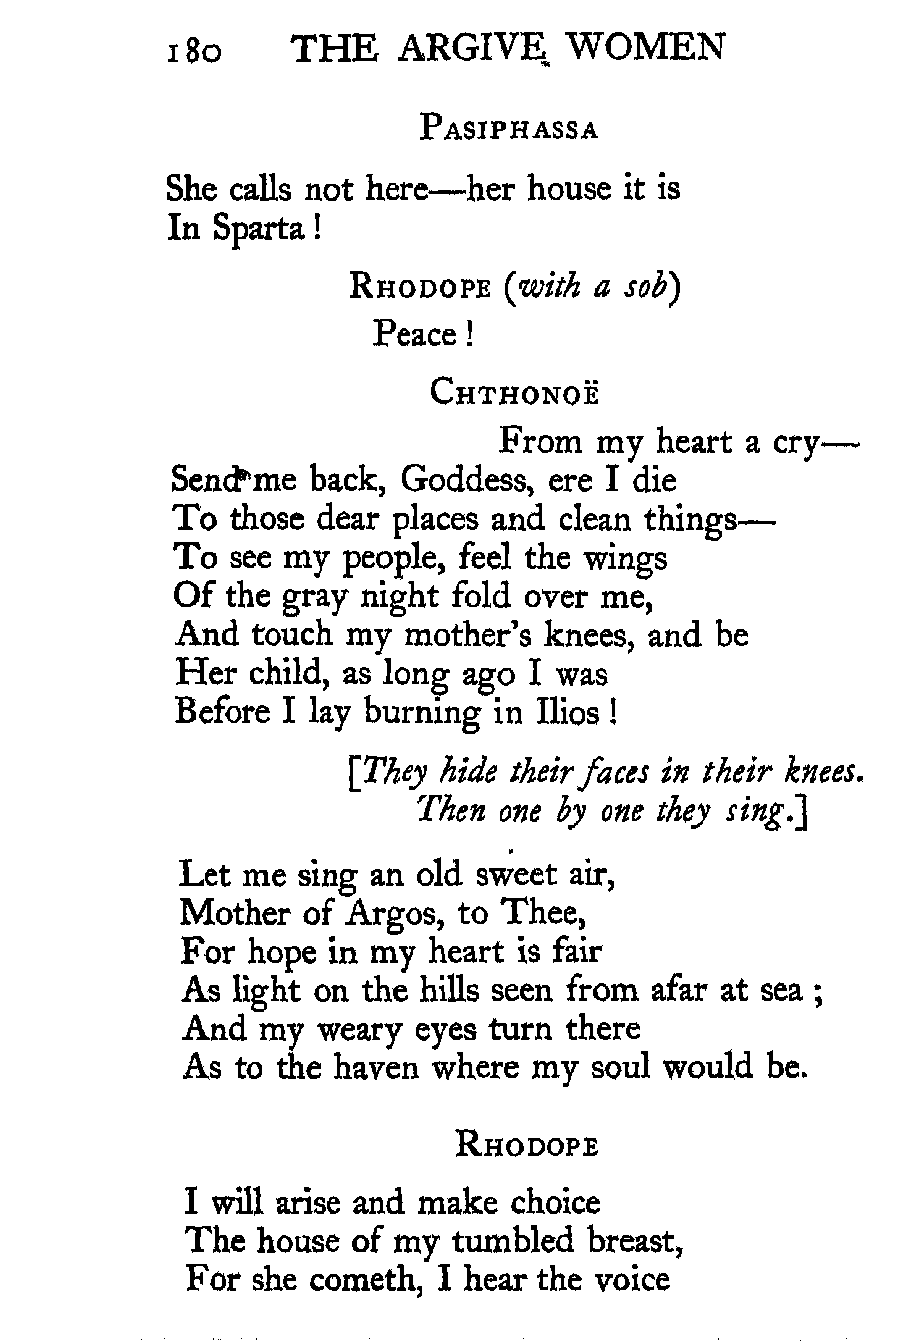 180 THE ARGIVE WOMEN
PASIPHASSA
She calls not here—her house it is
In Sparta !
RHODOPE (with a sob)
Peace !
CHTHONOË
From my heart a cry—
Send me back, Goddess, ere I die
To those dear places and clean things—
To see my people, feel the wings
Of the gray night fold over me,
And touch my mother's knees, and be
Her child, as long ago I was
Before I lay burning in Ilios !
[They hide their faces in their knees.
Then one by one they sing.]
Let me sing an old sweet air,
Mother of Argos, to Thee,
For hope in my heart is fair
As light on the hills seen from afar at sea ;
And my weary eyes turn there
As to the haven where my soul would be.
RHODOPE
I will arise and make choice
The house of my tumbled breast,
For she cometh, I hear the voice